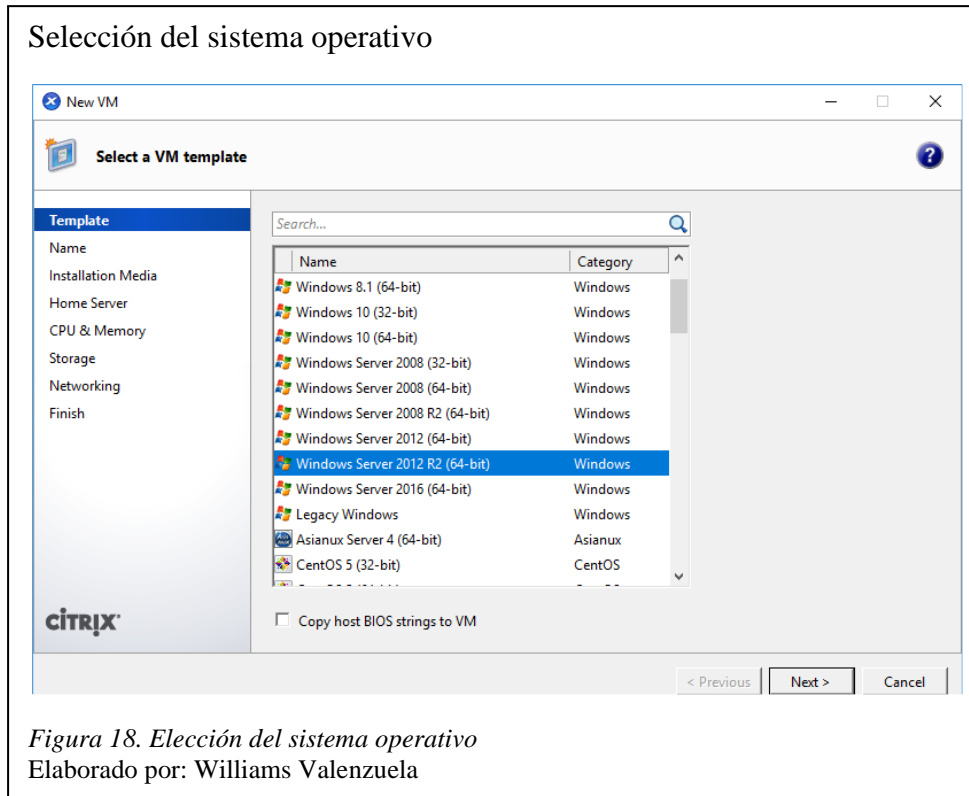 Selección del sistema operativo
New VM
Select a VM template
Template
Name
Installation Media
Home Server
CPU & Memory
Storage
Networking
Finish
Search...
Name Category
Windows 8.1 (64-bit) Windows
Windows 10 (32-bit) Windows
Windows 10 (64-bit) Windows
Windows Server 2008 (32-bit) Windows
Windows Server 2008 (64-bit) Windows
Windows Server 2008 R2 (64-bit) Windows
Windows Server 2012 (64-bit) Windows
Windows Server 2012 R2 (64-bit) Windows
Windows Server 2016 (64-bit) Windows
Legacy Windows Windows
Asianux Server 4 (64-bit) Asianux
CentOS 5 (32-bit) CentOS
Copy host BIOS strings to VM
CITRIX
< Previous Next > Cancel
Figura 18. Elección del sistema operativo
Elaborado por: Williams Valenzuela